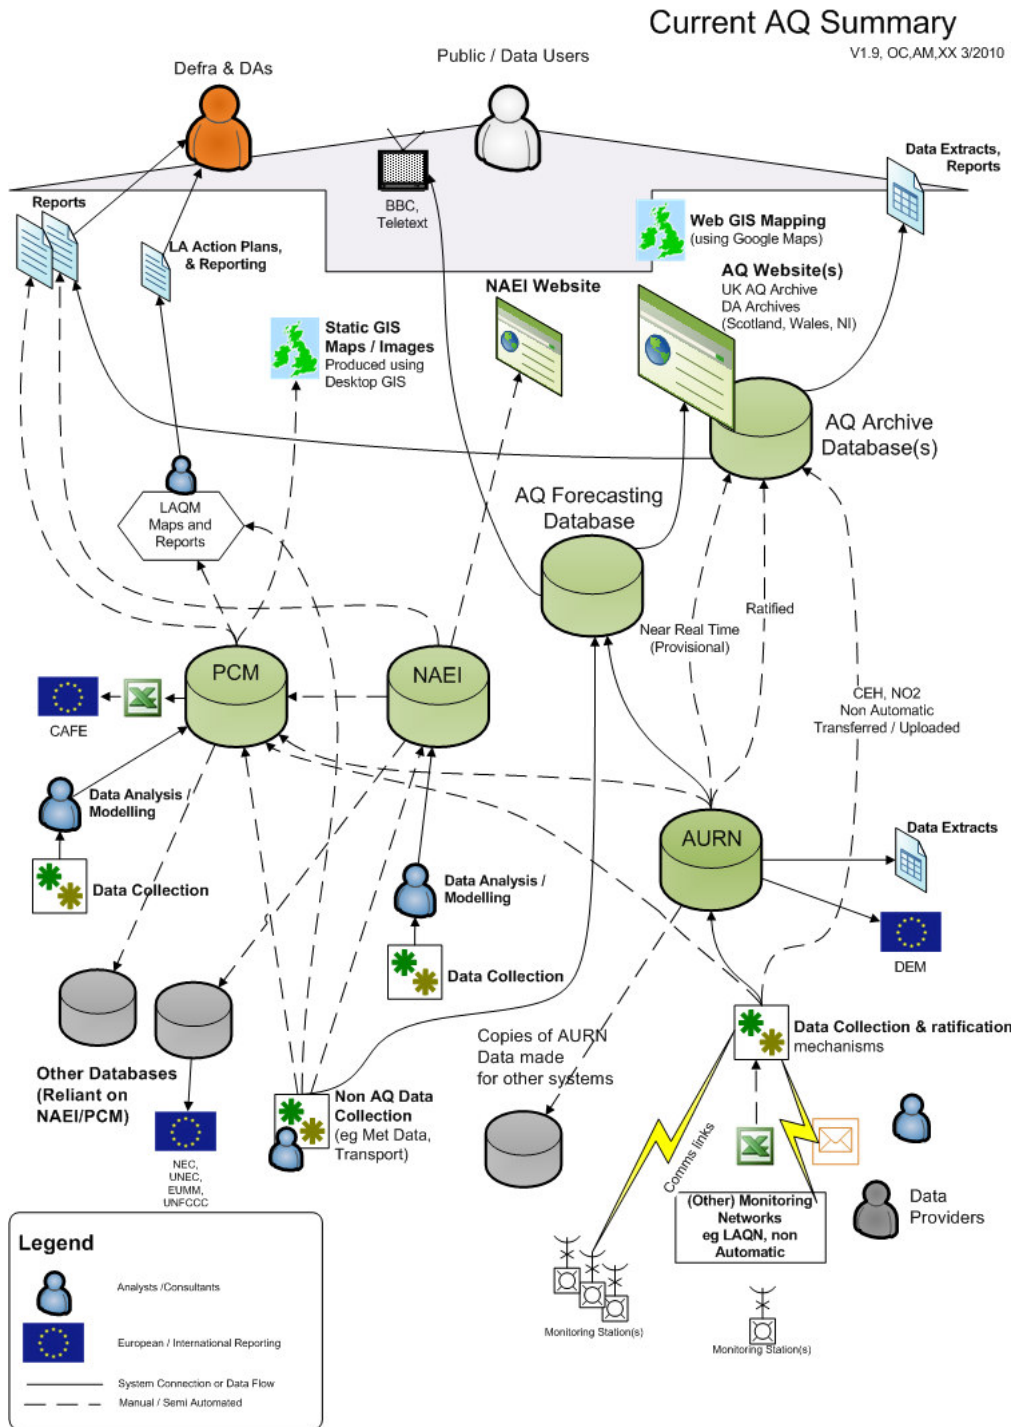 Current AQ Summary
V1.9, OC,AM,XX 3/2010
Public / Data Users
Defra & DAs
Data Extracts,
Reports
BBC,
Teletext
Reports
LA Action Plans,
& Reporting
Web GIS Mapping
(using Google Maps)
AQ Website(s)
UK AQ Archive
DA Archives
(Scotland, Wales, NI)
NAEI Website
Static GIS
Maps / Images
Produced using
Desktop GIS
AQ Archive
Database(s)
LAQM
Maps and
Reports
AQ Forecasting
Database
Ratified
Near Real Time
(Provisional)
PCM
NAEI
CEH, NO2
Non Automatic
Transferred / Uploaded
CAFE
Data Analysis /
Modelling
Data Collection
AURN
Data Extracts
Data Analysis /
Modelling
Data Collection
DEM
Data Collection & ratification
mechanisms
Copies of AURN
Data made
for other systems
Other Databases
(Reliant on
NAEI/PCM)
Non AQ Data
Collection
(eg Met Data,
Transport)
NEC,
UNEC,
EUMM,
UNFCCC
Comms links
(Other) Monitoring
Networks
eg LAQN, non
Automatic
Data
Providers
Monitoring Station(s)
Monitoring Station(s)
Legend
Analysts /Consultants
European / International Reporting
System Connection or Data Flow
Manual / Semi Automated